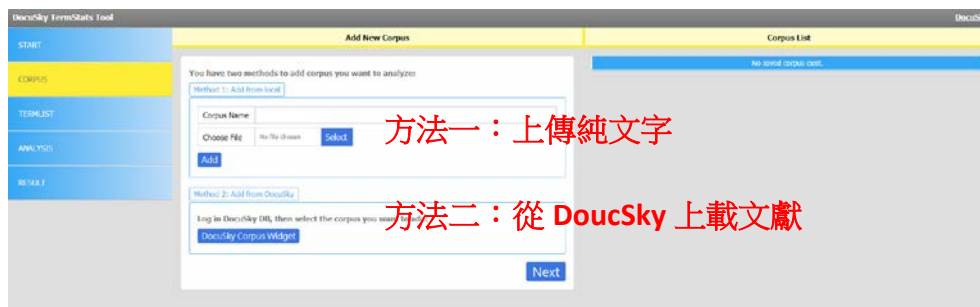 DocuSky TermStats Tool
DocuS
START
CORPUS
TERMLIST
ANALYSIS
RESULT
Add New Corpus
You have two methods to add corpus you want to analyze:
Method 1: Add from local
Corpus Name
Choose File No file chosen Select
Add
方法一：上傳純文字
Method 2: Add from DocuSky
Log in DocuSky DB, then select the corpus you want
方法二：從 DoucSky 上載文獻
DocuSky Corpus Widget
Next
Corpus List
No saved corpus exist.